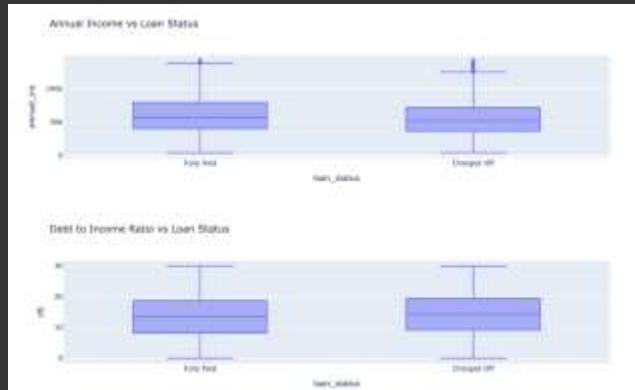 Annual Income vs Loan Status
annual_inc
100k
50k
0
Fully Paid
Charged Off
loan_status
Debt to Income Ratio vs Loan Status
dti
30
20
10
0
Fully Paid
Charged Off
loan_status